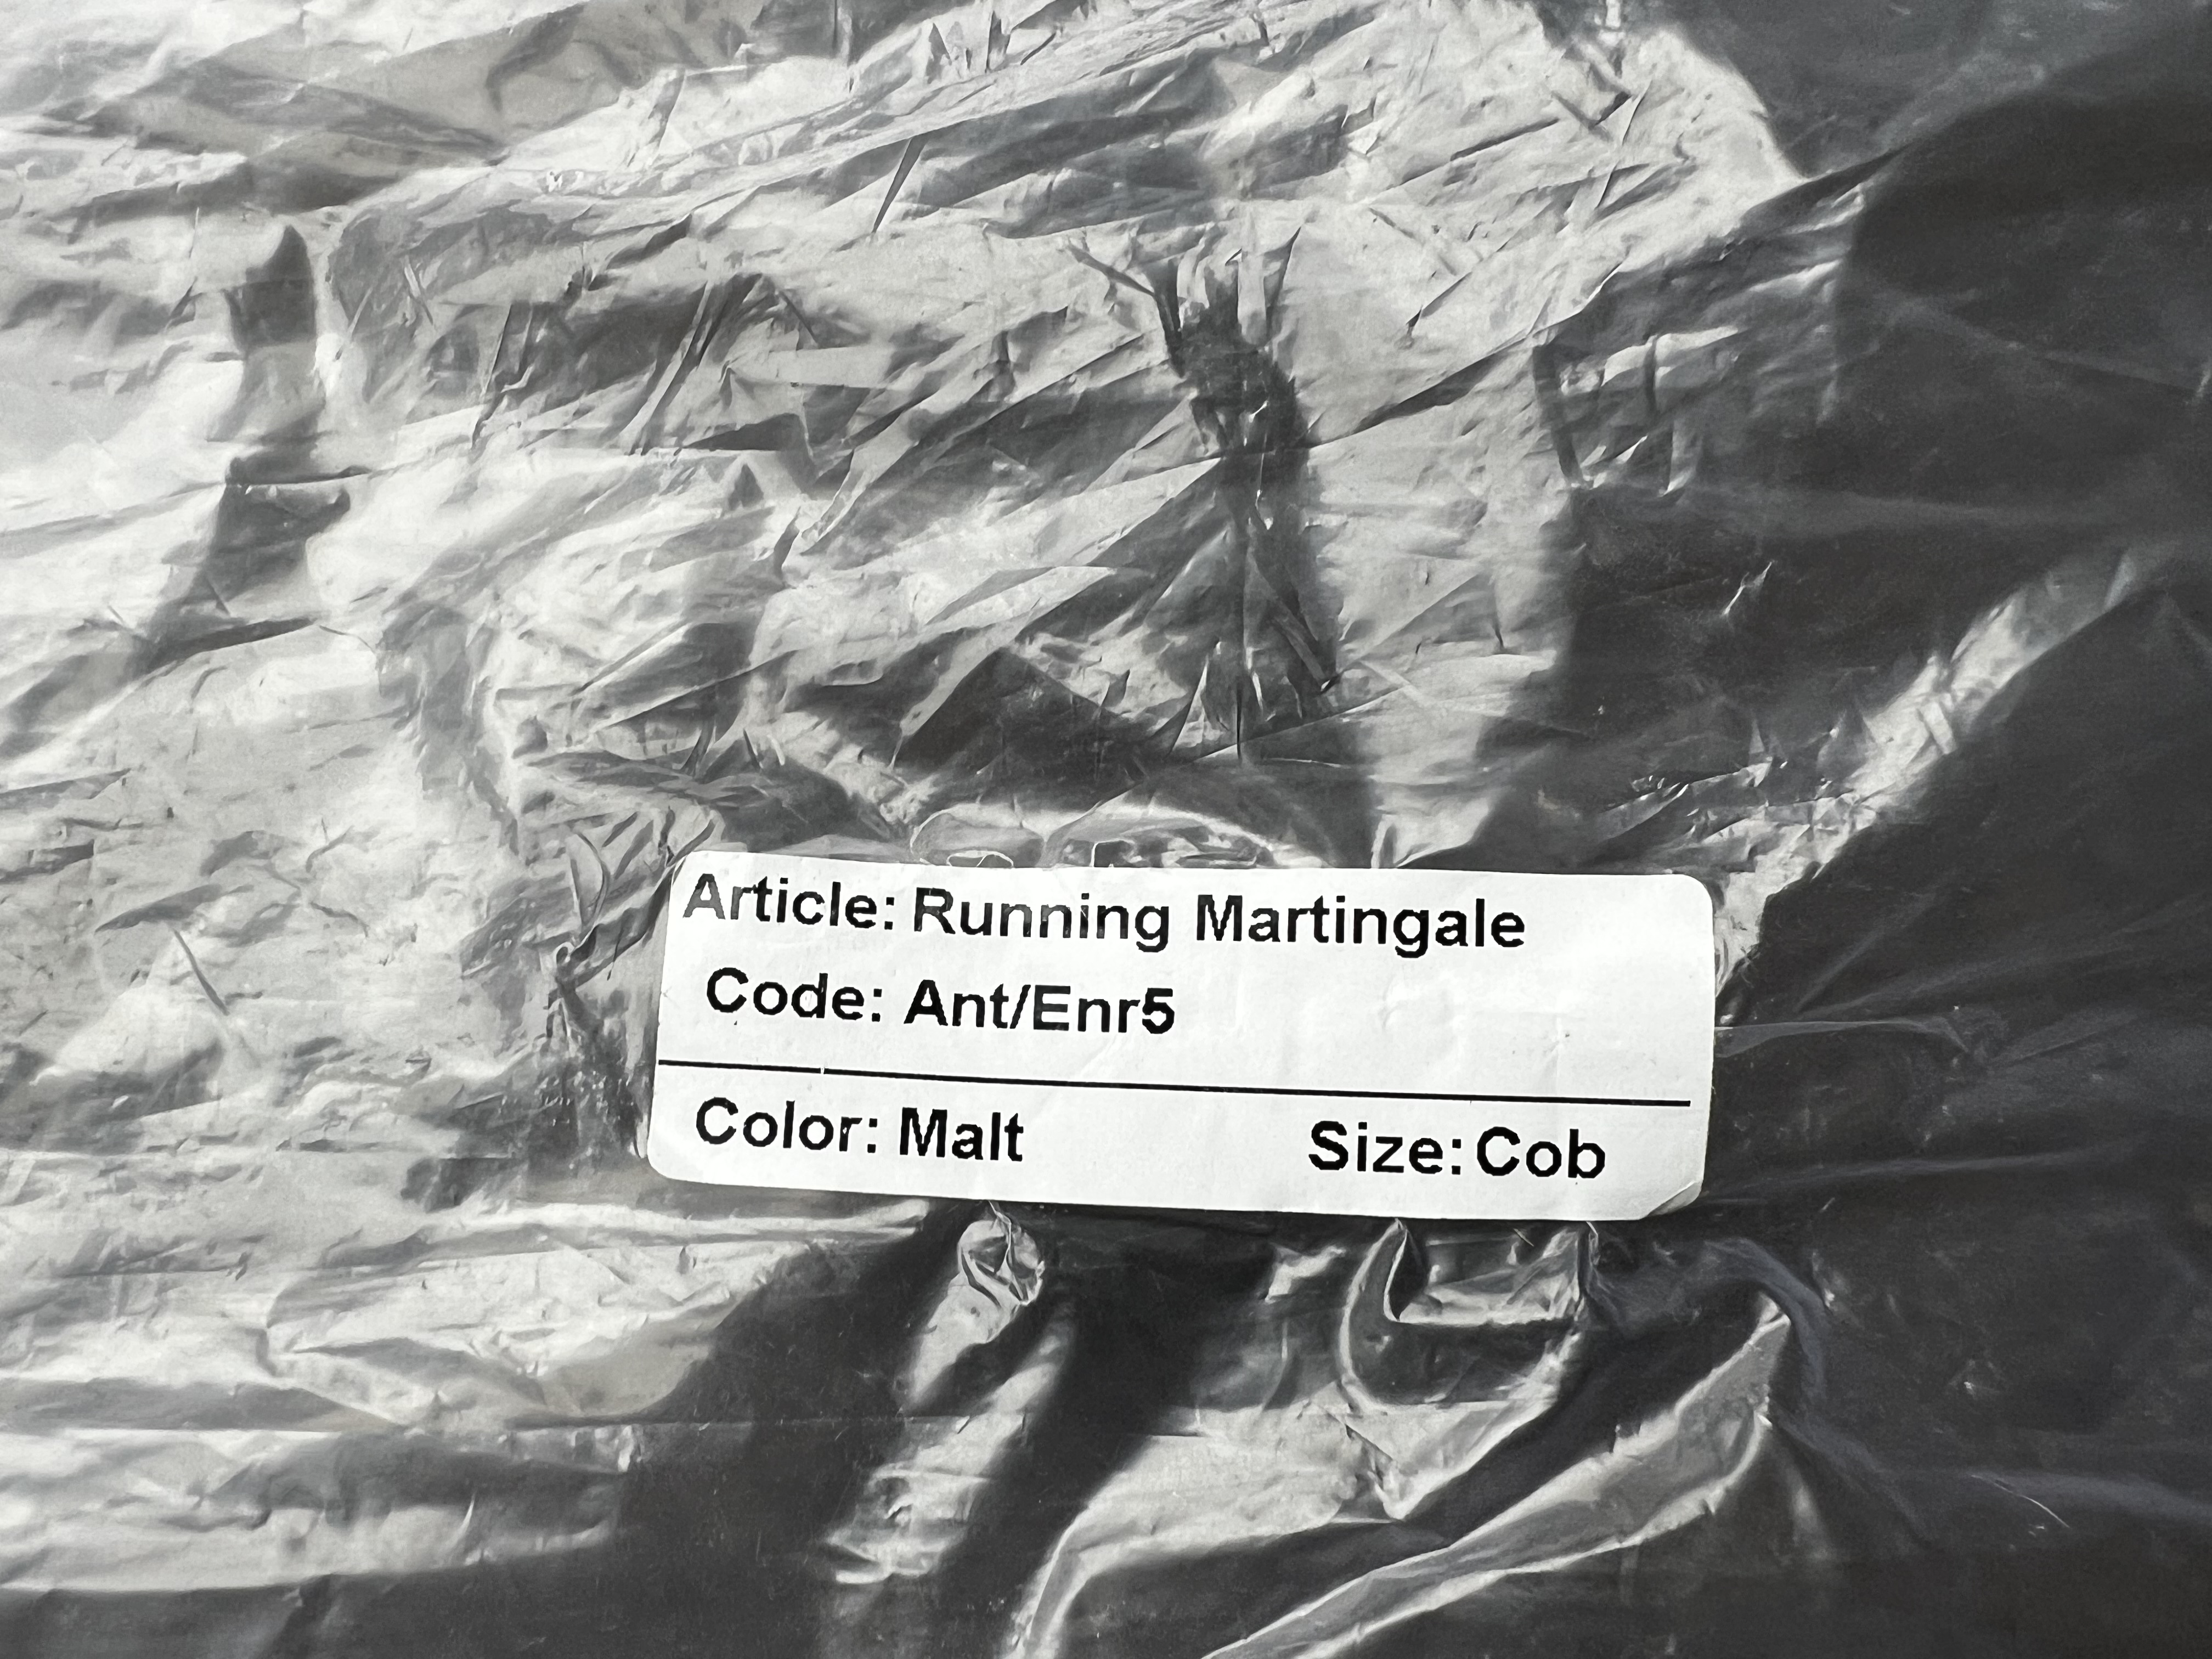 Article: Running Martingale
Code: Ant/Enr5
Color: Malt Size: Cob